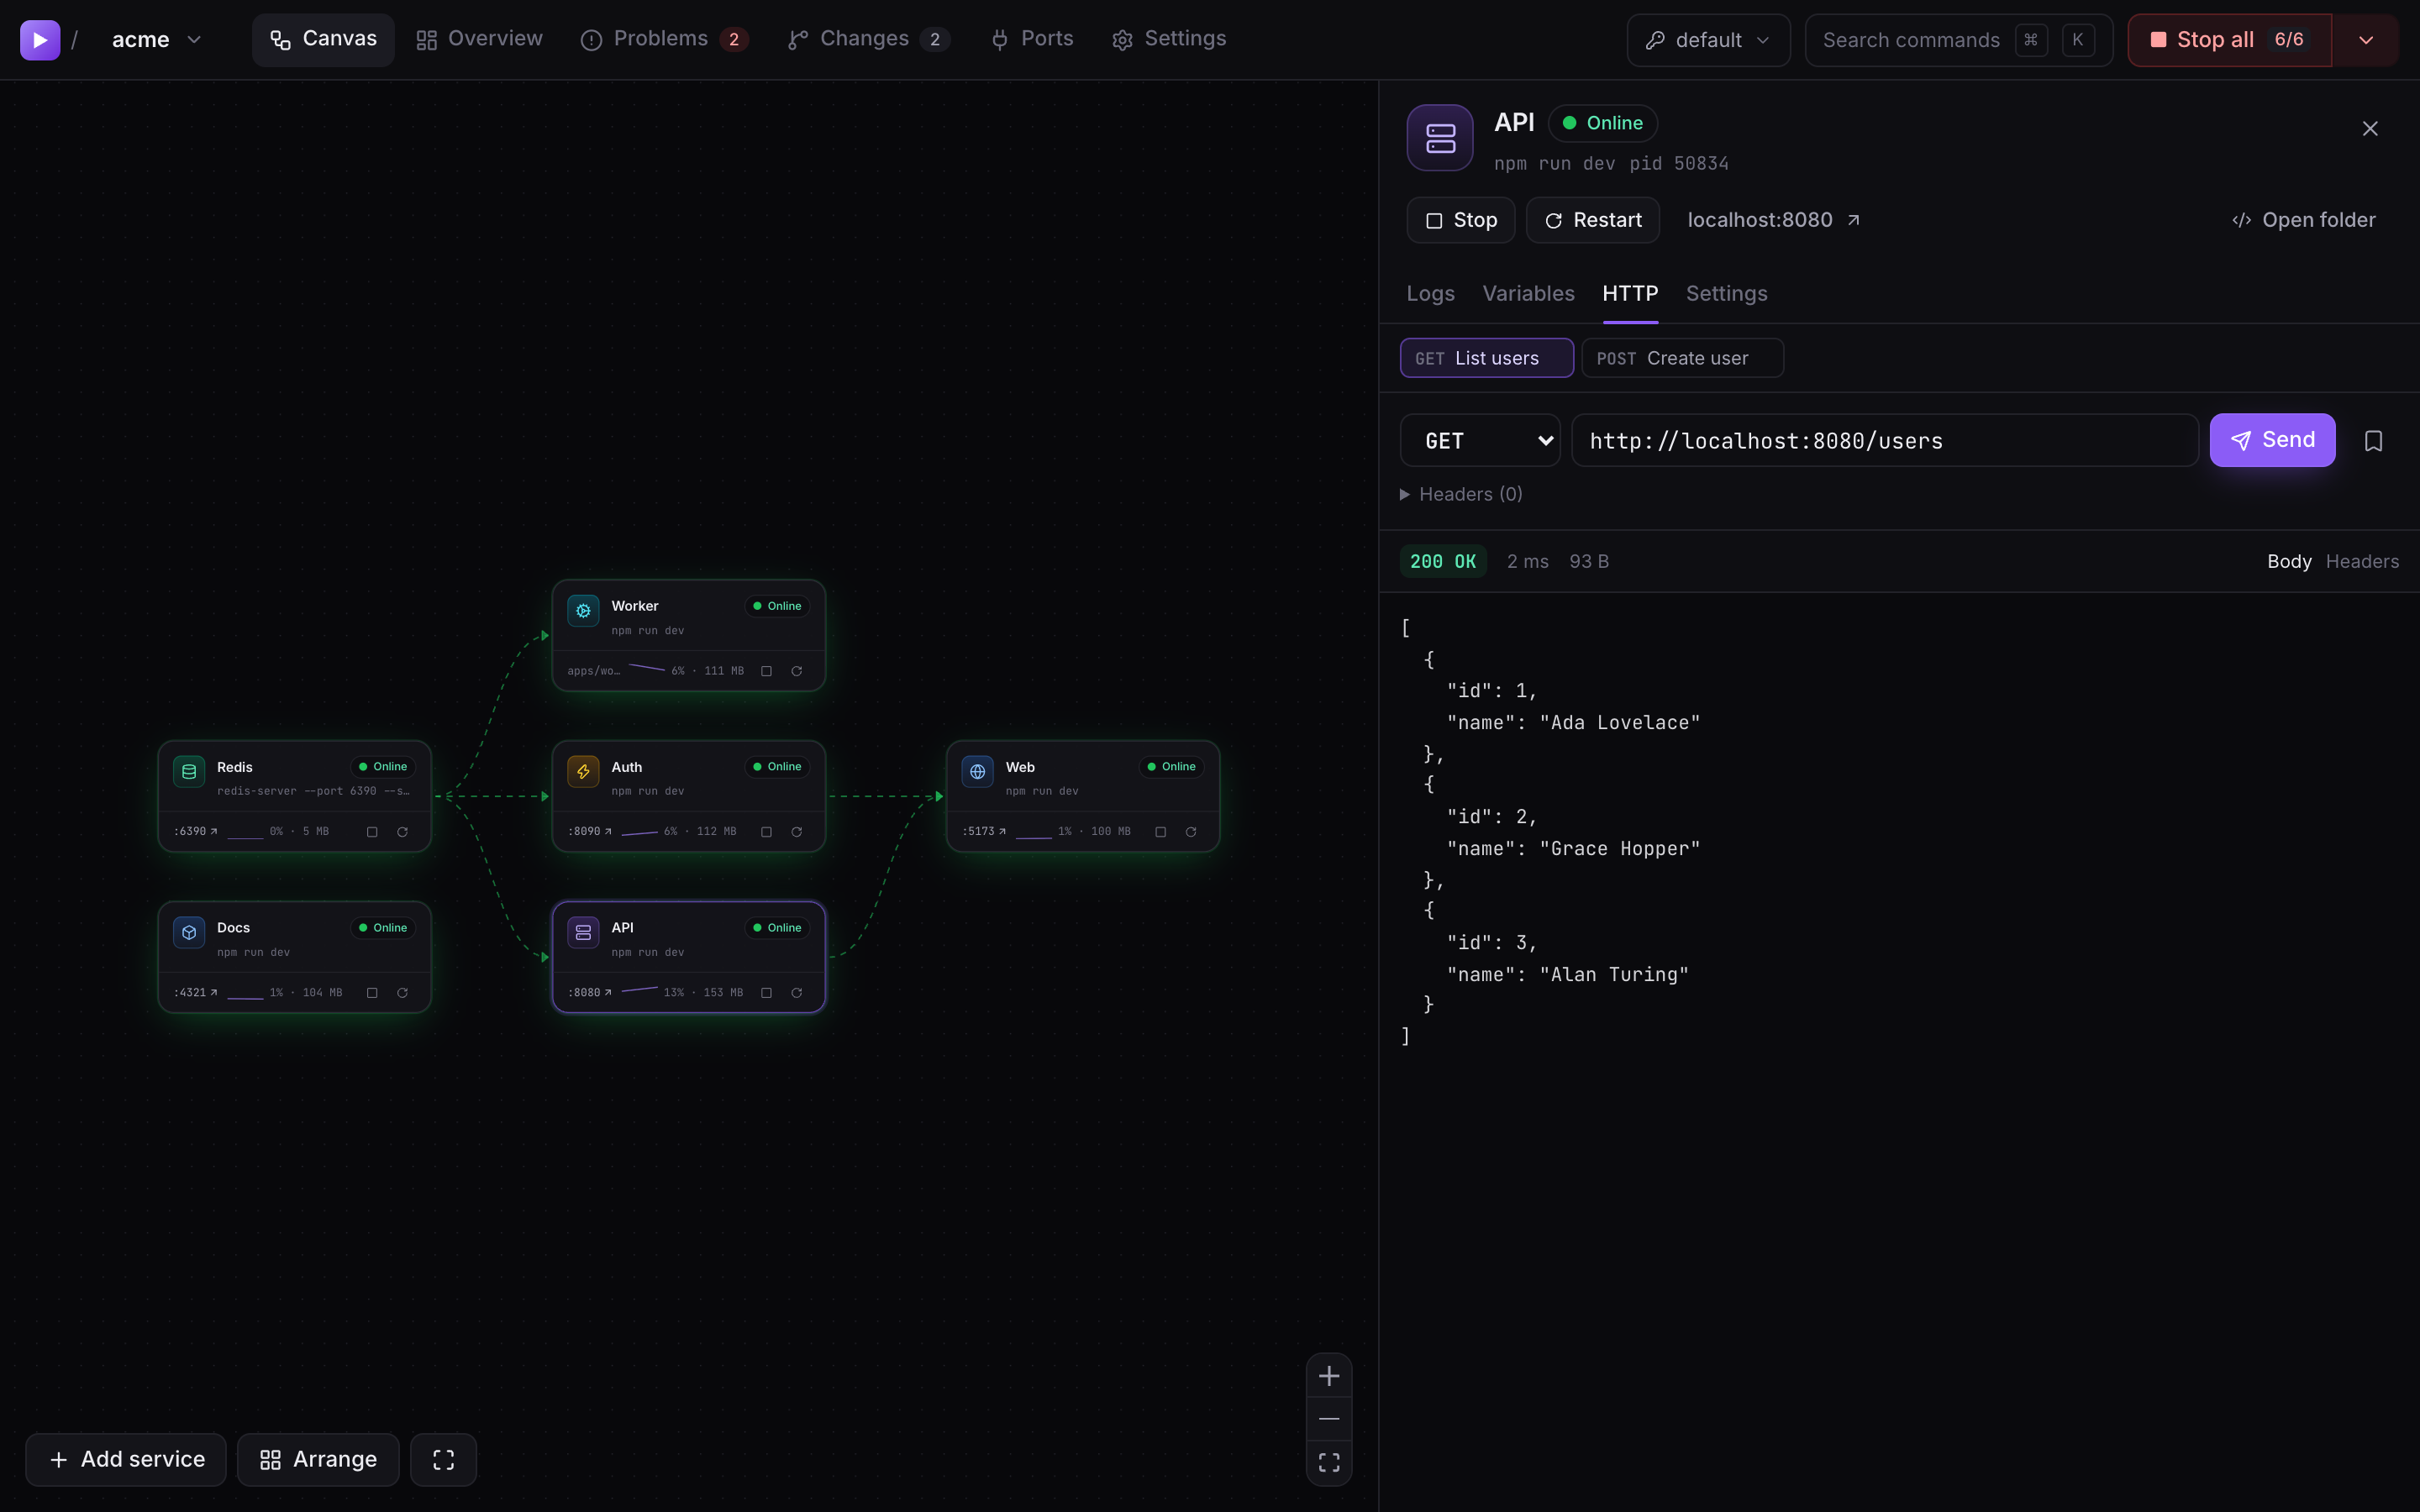 / acme Canvas Overview Problems 2 Changes 2 Ports Settings default Search commands ⌘ K Stop all 6/6
API Online
npm run dev pid 50834
Stop Restart localhost:8080 Open folder
Logs Variables HTTP Settings
GET List users POST Create user
GET http://localhost:8080/users Send
Headers (0)
200 OK 2 ms 93 B Body Headers
[
  {
    "id": 1,
    "name": "Ada Lovelace"
  },
  {
    "id": 2,
    "name": "Grace Hopper"
  },
  {
    "id": 3,
    "name": "Alan Turing"
  }
]
Worker Online
npm run dev
apps/wo… 6% · 111 MB
Redis Online
redis-server --port 6390 --s…
:6390 0% · 5 MB
Auth Online
npm run dev
:8090 6% · 112 MB
Web Online
npm run dev
:5173 1% · 100 MB
Docs Online
npm run dev
:4321 1% · 104 MB
API Online
npm run dev
:8080 13% · 153 MB
Add service Arrange